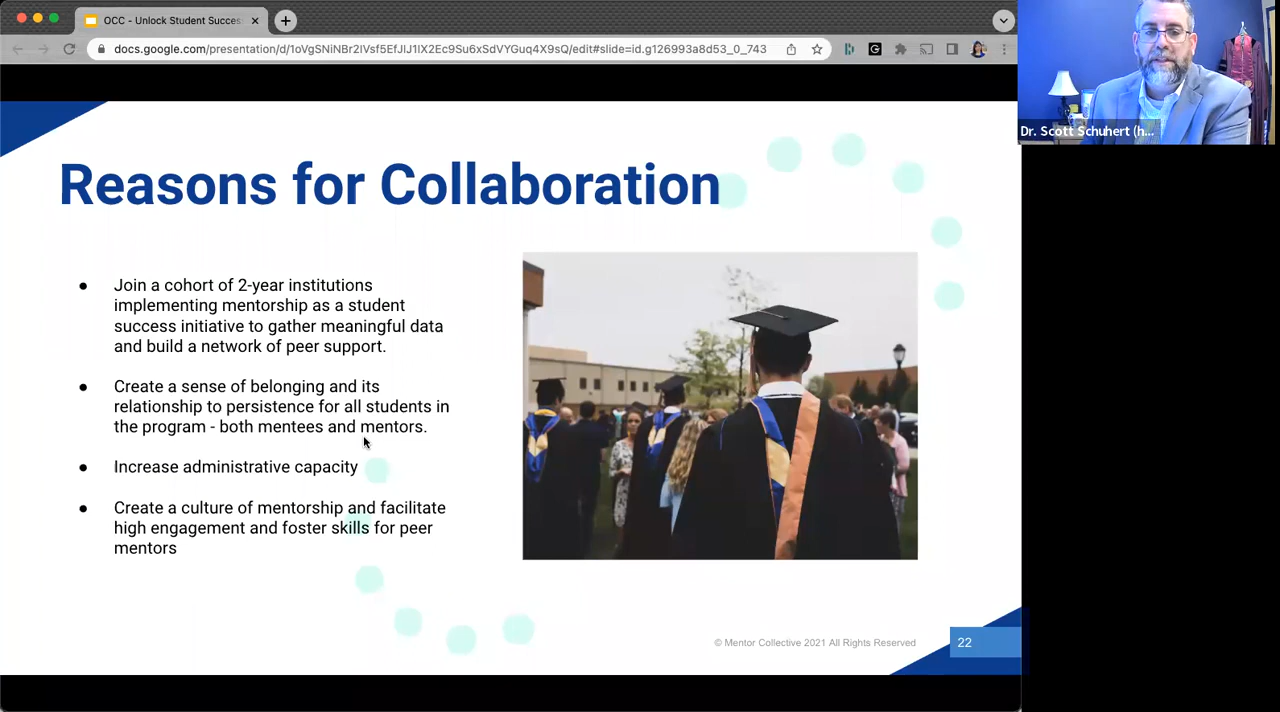 OCC - Unlock Student Succes
docs.google.com/presentation/d/1oVgSNiNBr2IVsf5EfJIJ1IX2Ec9Su6xSdVYGuq4X9sQ/edit#slide=id.g126993a8d53_0_743
Dr. Scott Schuhert (h...
Reasons for Collaboration
● Join a cohort of 2-year institutions
implementing mentorship as a student
success initiative to gather meaningful data
and build a network of peer support.
● Create a sense of belonging and its
relationship to persistence for all students in
the program - both mentees and mentors.
● Increase administrative capacity
● Create a culture of mentorship and facilitate
high engagement and foster skills for peer
mentors
© Mentor Collective 2021 All Rights Reserved
22